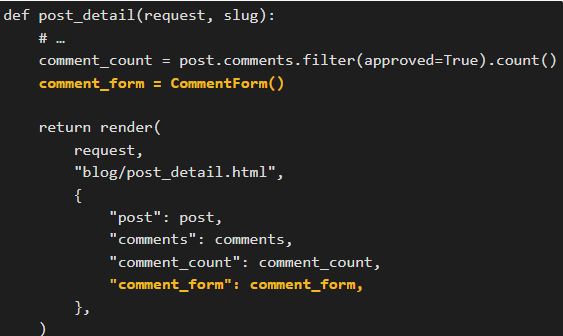 def post_detail(request, slug):
    # …
    comment_count = post.comments.filter(approved=True).count()
    comment_form = CommentForm()

    return render(
        request,
        "blog/post_detail.html",
        {
            "post": post,
            "comments": comments,
            "comment_count": comment_count,
            "comment_form": comment_form,
        },
    )